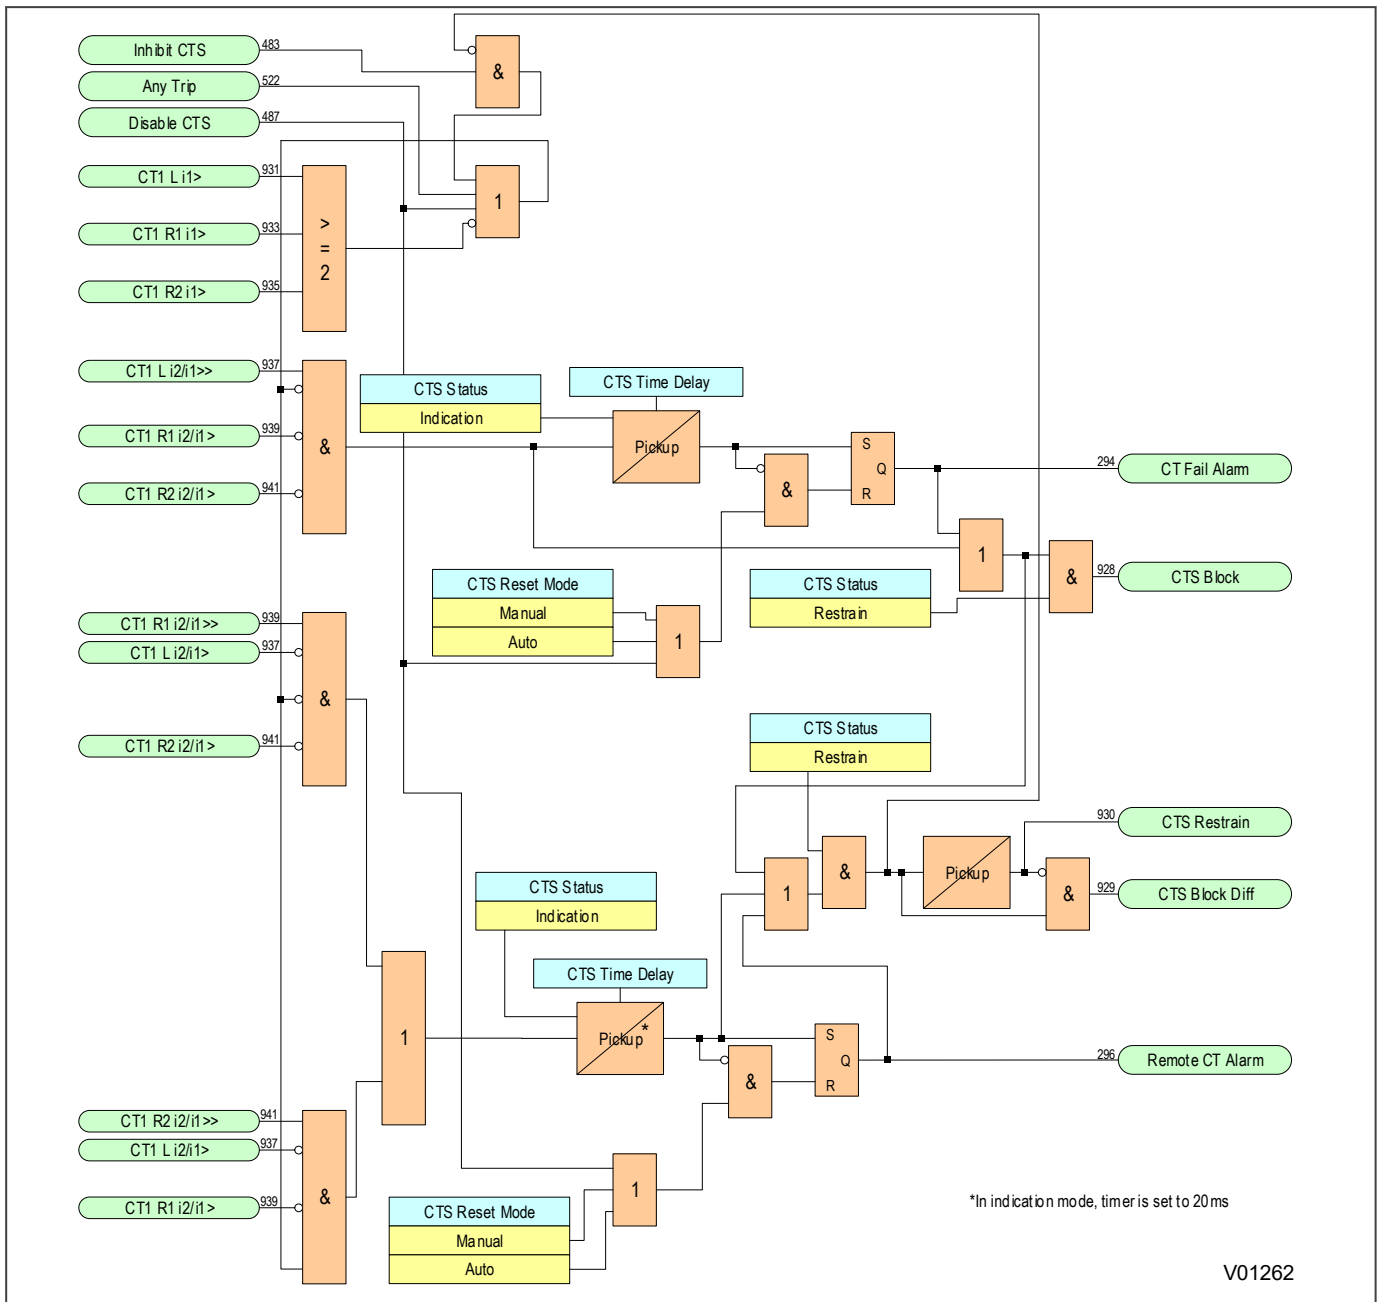 Inhibit CTS
483
Any Trip
522
Disable CTS
487
&
CT1 L i1>
931
CT1 R1 i1>
933
CT1 R2 i1>
935
>
=
2
1
CT1 L i2/i1>>
937
CT1 R1 i2/i1>
939
CT1 R2 i2/i1>
941
&
CTS Status
Indication
CTS Time Delay
Pickup
&
S
Q
R
294
CT Fail Alarm
1
&
928
CTS Block
CTS Reset Mode
Manual
Auto
1
CTS Status
Restrain
CT1 R1 i2/i1>>
939
CT1 L i2/i1>
937
CT1 R2 i2/i1>
941
&
CTS Status
Restrain
1
&
Pickup
930
CTS Restrain
&
929
CTS Block Diff
CTS Status
Indication
CTS Time Delay
Pickup *
1
&
S
Q
R
296
Remote CT Alarm
CT1 R2 i2/i1>>
941
CT1 L i2/i1>
937
CT1 R1 i2/i1>
939
&
CTS Reset Mode
Manual
Auto
1
*In indication mode, timer is set to 20ms
V01262